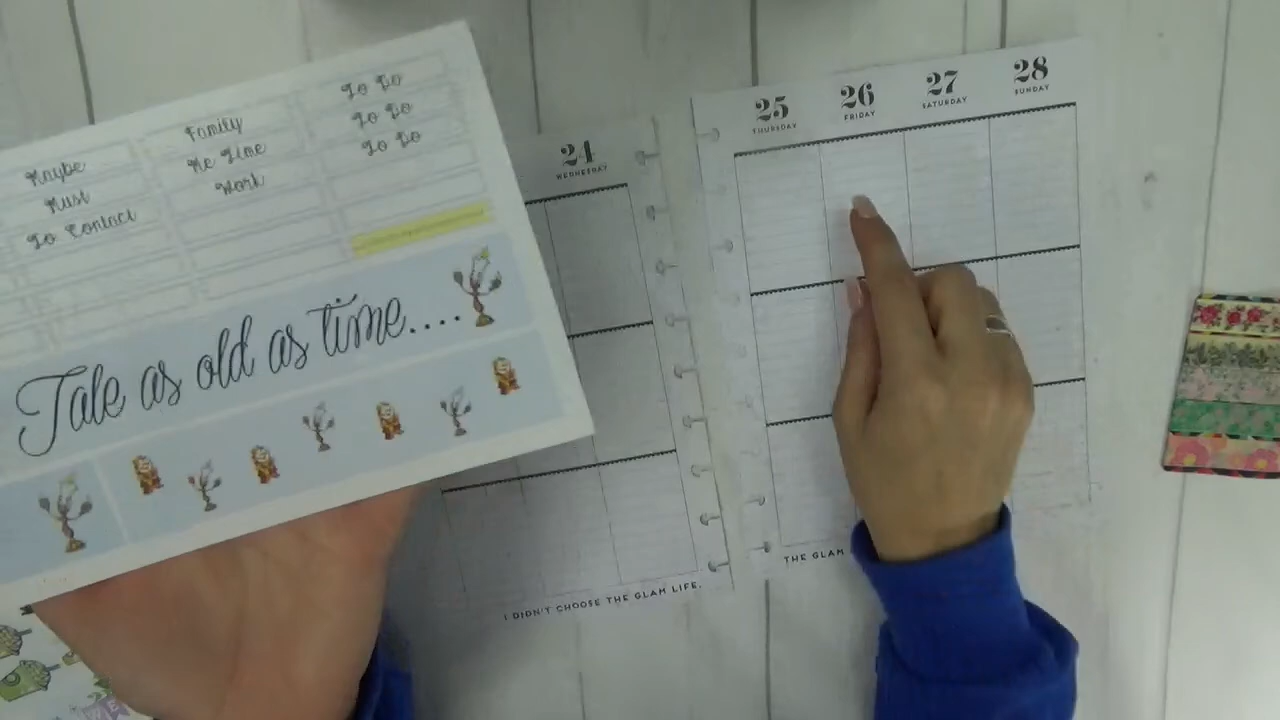 Maybe
Must
To Contact
Family
Me Time
Work
To Do
To Do
To Do
Tale as old as time....
24
WEDNESDAY
25
THURSDAY
26
FRIDAY
27
SATURDAY
28
SUNDAY
I DIDN'T CHOOSE THE GLAM LIFE,
THE GLAM